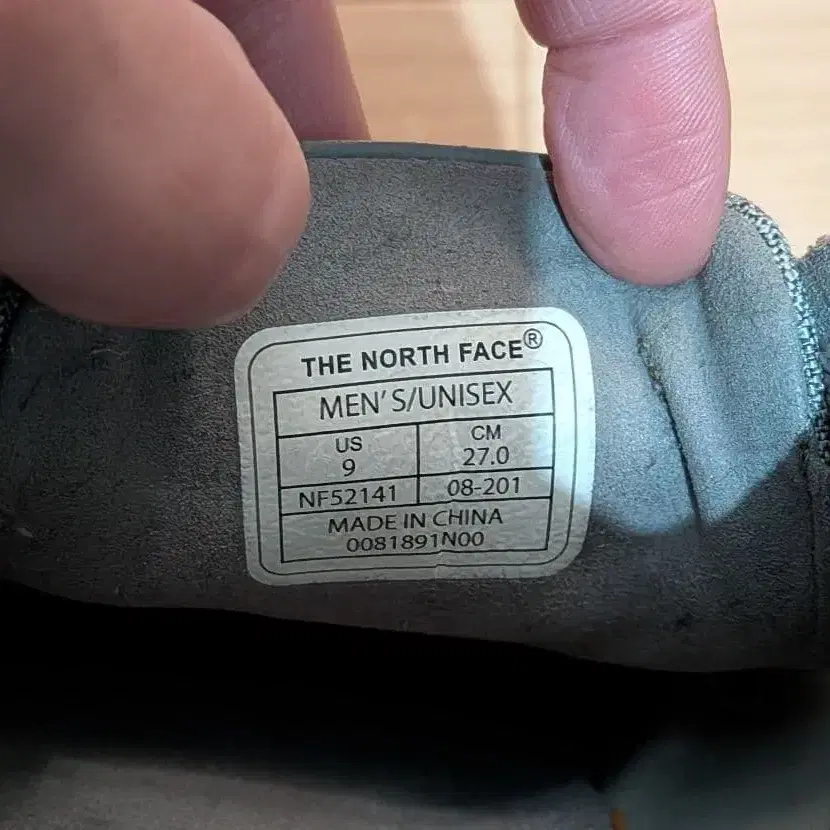 THE NORTH FACE®
MEN'S/UNISEX
US CM
9 27.0
NF52141 08-201
MADE IN CHINA
0081891N00